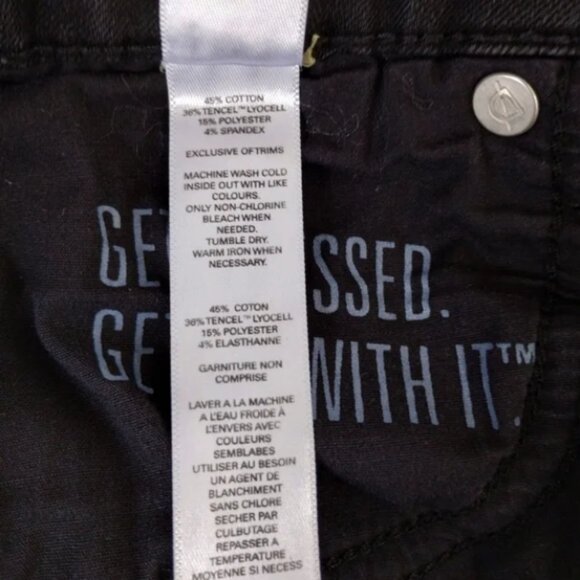 45% COTTON
36% TENCEL™ LYOCELL
15% POLYESTER
4% SPANDEX
EXCLUSIVE OF TRIMS
MACHINE WASH COLD
INSIDE OUT WITH LIKE
COLOURS.
ONLY NON-CHLORINE
BLEACH WHEN
NEEDED.
TUMBLE DRY.
WARM IRON WHEN
NECESSARY.
45% COTON
36% TENCEL™ LYOCELL
15% POLYESTER
4% ELASTHANNE
GARNITURE NON
COMPRISE
LAVER A LA MACHINE
A L'EAU FROIDE À
L'ENVERS AVEC
COULEURS
SEMBLABES
UTILISER AU BESOIN
UN AGENT DE
BLANCHIMENT
SANS CHLORE
SECHER PAR
CULBUTAGE
REPASSER A
TEMPERATURE
MOYENNE SI NECESS
GE SSED.
GE WITH IT™.